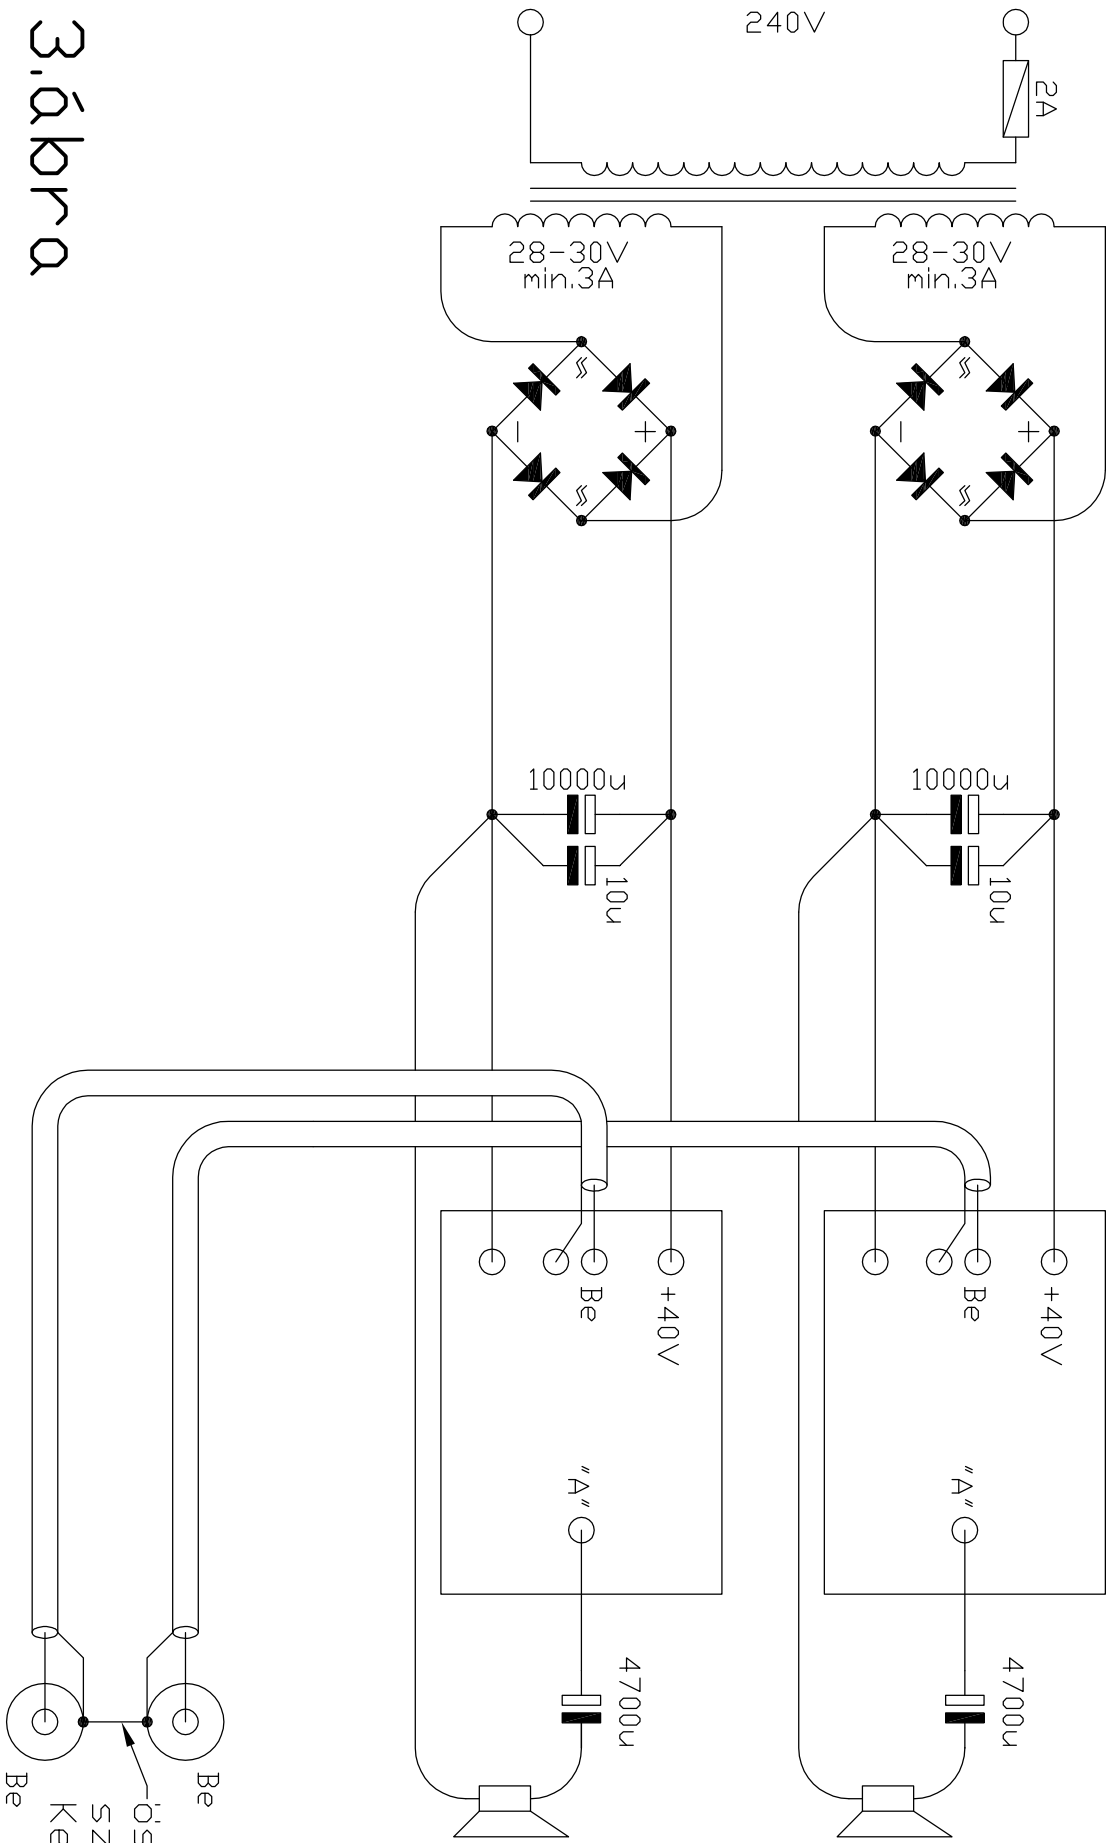 240V
2A
28-30V
min.3A
28-30V
min.3A
+
-
+
-
10000u
10u
10000u
10u
+40V
Be
"A"
4700u
+40V
Be
"A"
4700u
Be
Be
3.ábra